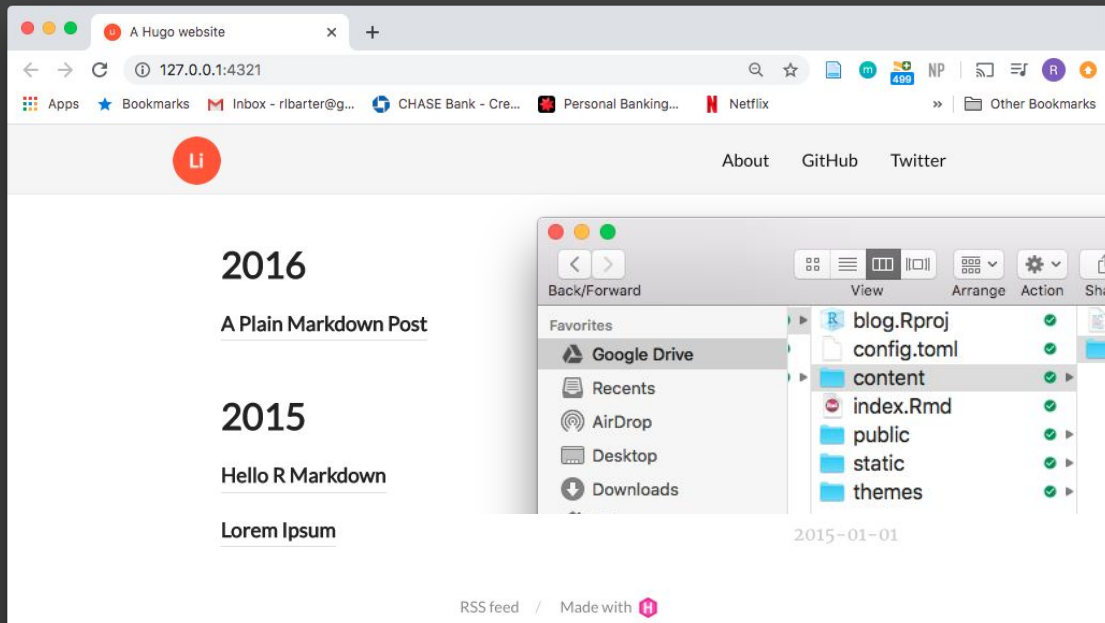 A Hugo website
127.0.0.1:4321
499
NP
R
Apps Bookmarks Inbox - rlbarter@g... CHASE Bank - Cre... Personal Banking... Netflix » Other Bookmarks
Li
About GitHub Twitter
2016
A Plain Markdown Post
2015
Hello R Markdown
Lorem Ipsum
Back/Forward View Arrange Action Sha
Favorites
Google Drive
Recents
AirDrop
Desktop
Downloads
blog.Rproj
config.toml
content
index.Rmd
public
static
themes
2015-01-01
RSS feed / Made with H